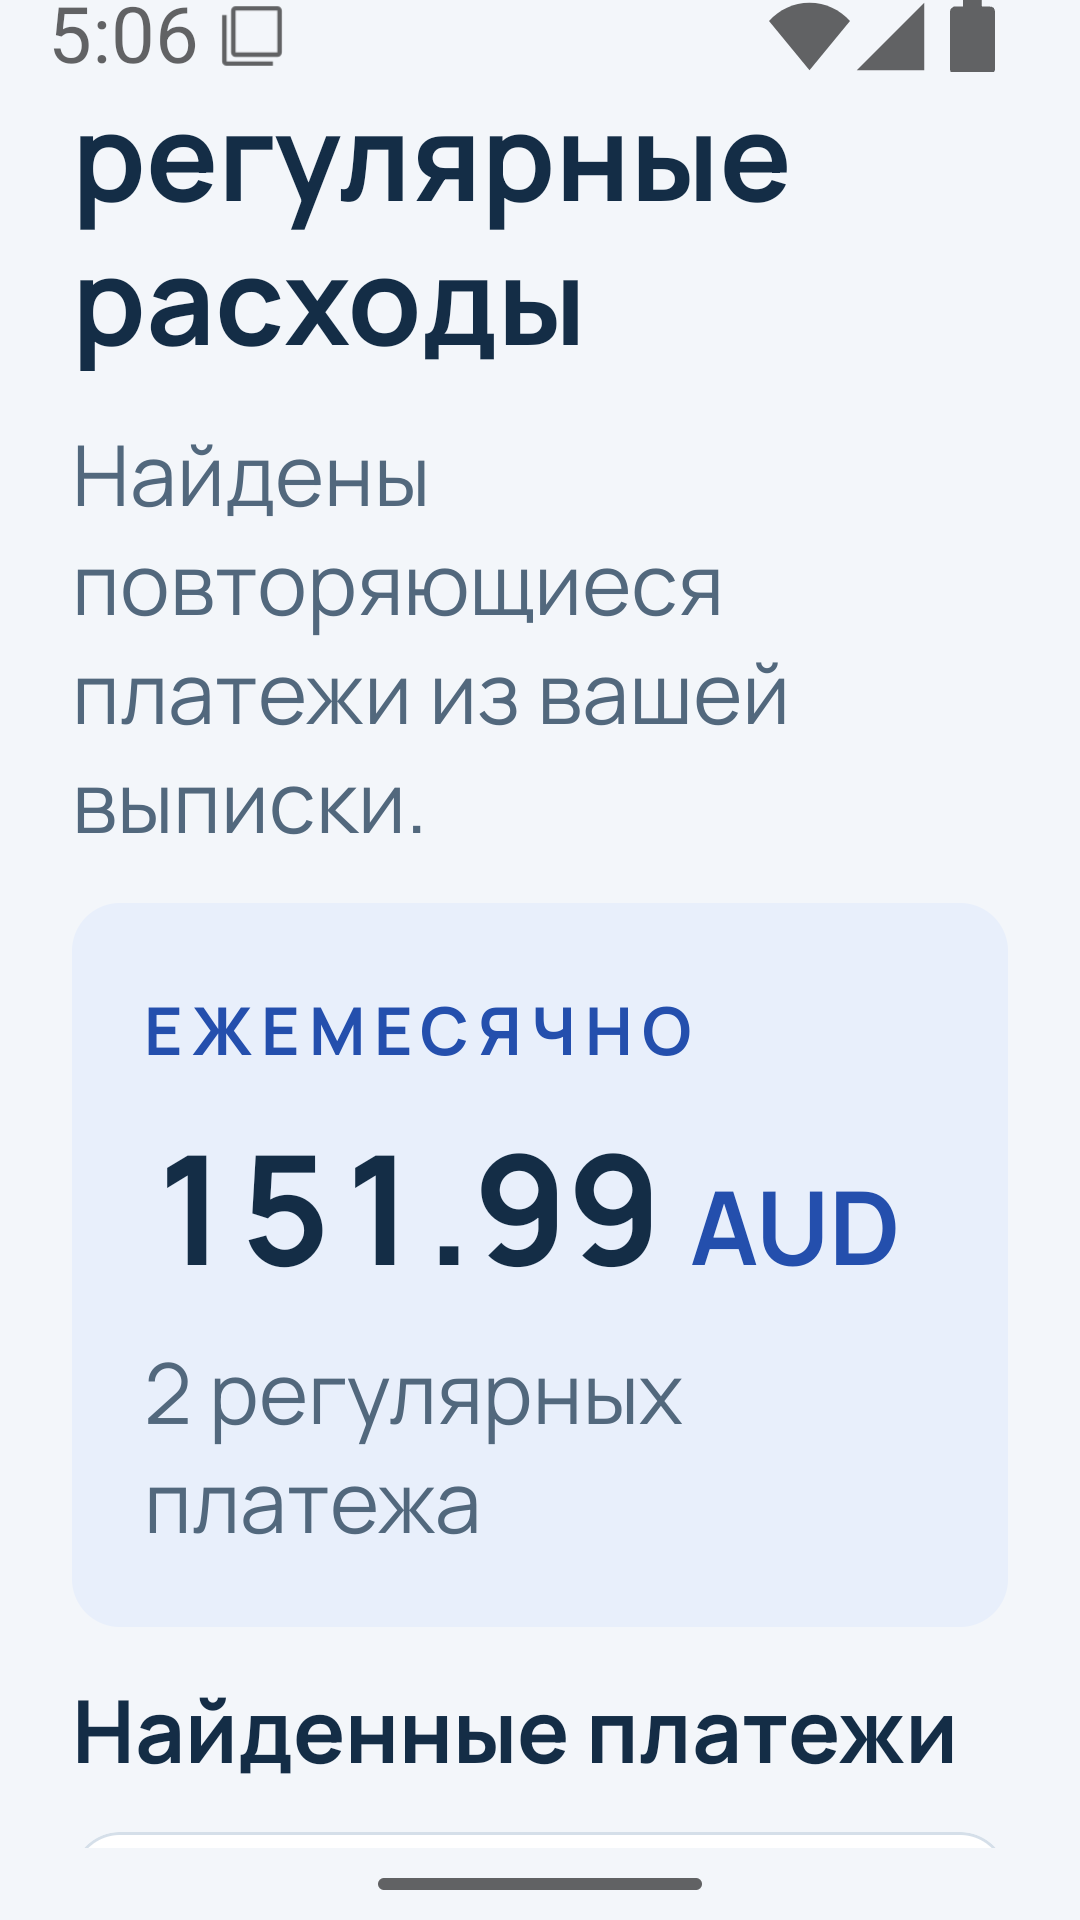 5:06
регулярные
расходы
Найдены
повторяющиеся
платежи из вашей
выписки.
ЕЖЕМЕСЯЧНО
151.99 AUD
2 регулярных
платежа
Найденные платежи